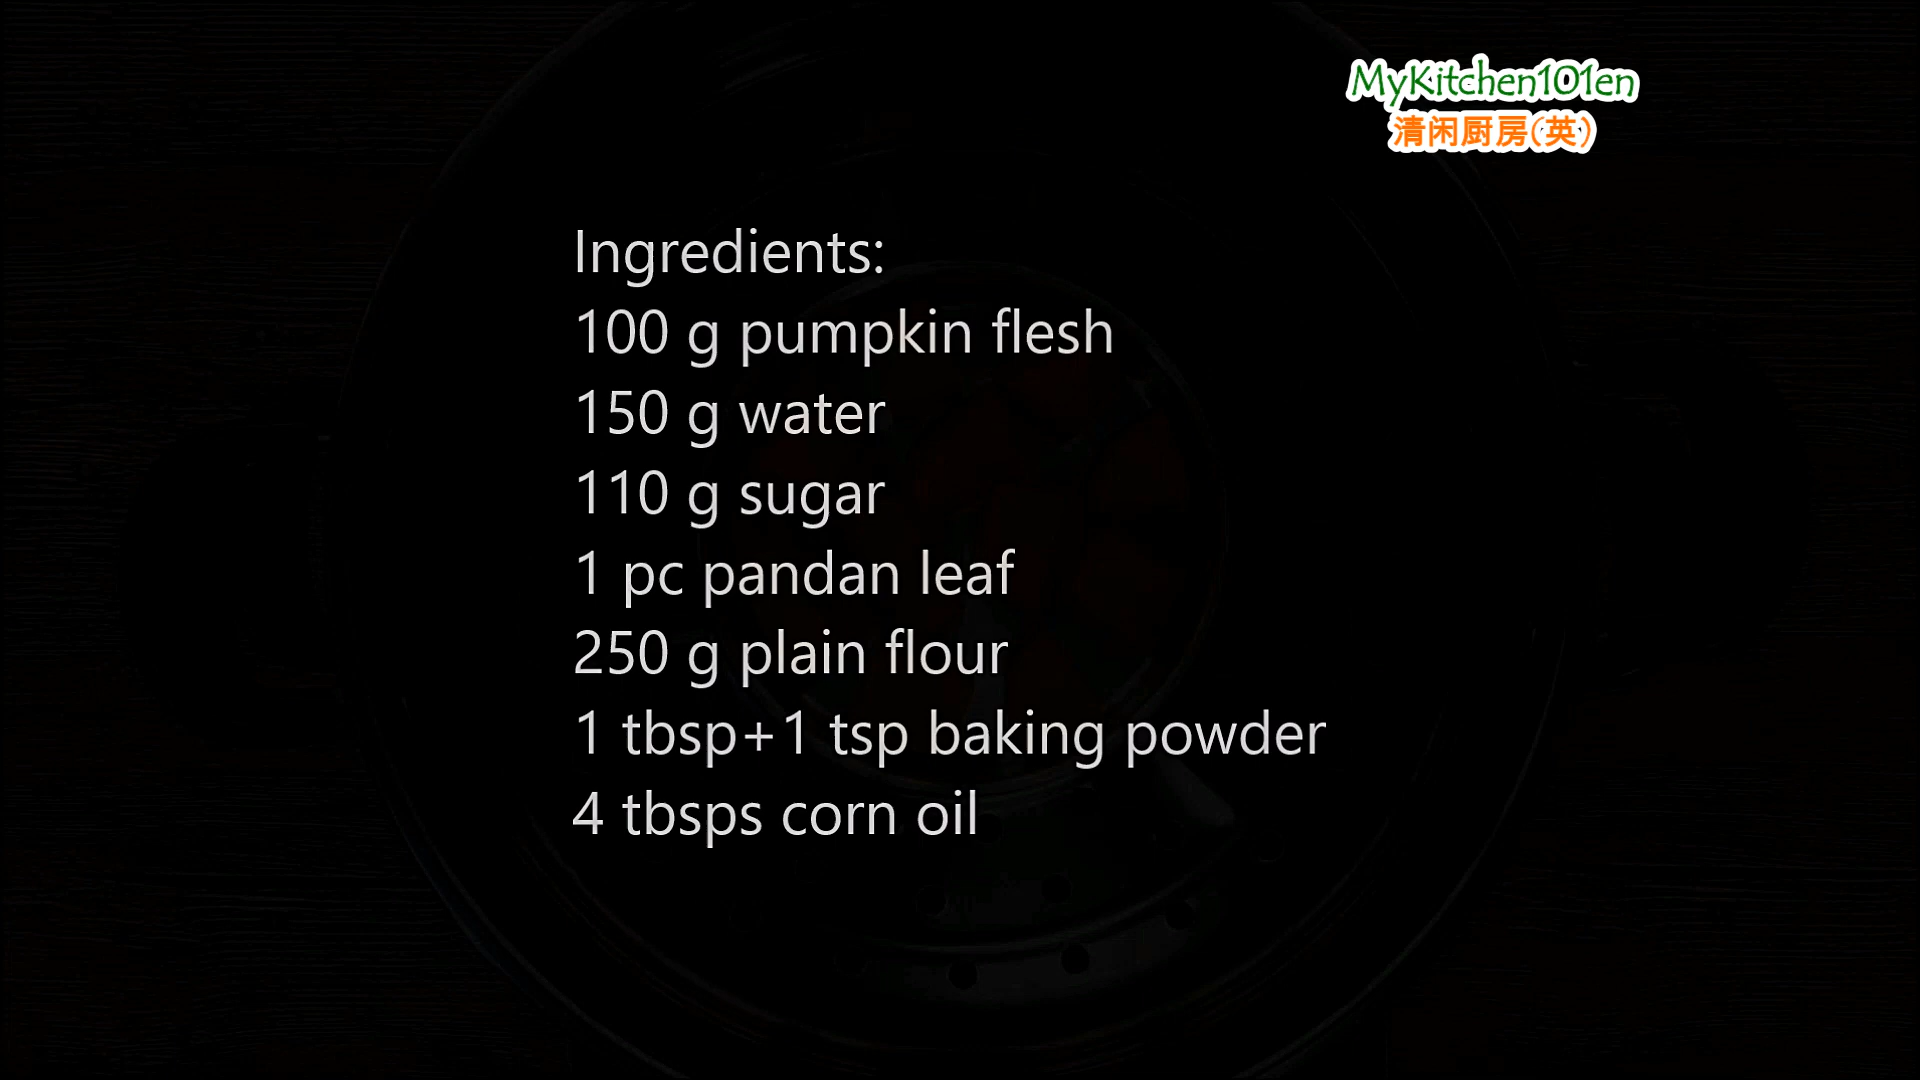 MyKitchen101en
清闲厨房(英)
Ingredients:
100 g pumpkin flesh
150 g water
110 g sugar
1 pc pandan leaf
250 g plain flour
1 tbsp+1 tsp baking powder
4 tbsps corn oil